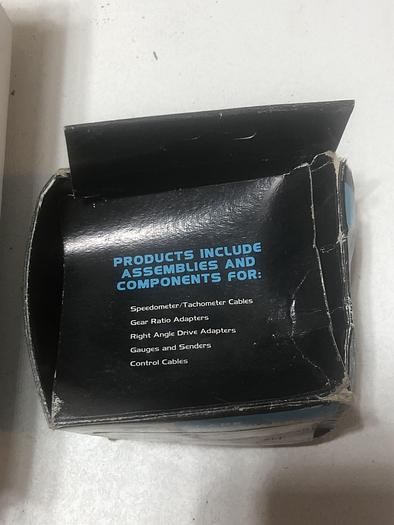 PRODUCTS INCLUDE
ASSEMBLIES AND
COMPONENTS FOR:
Speedometer/Tachometer Cables
Gear Ratio Adapters
Right Angle Drive Adapters
Gauges and Senders
Control Cables